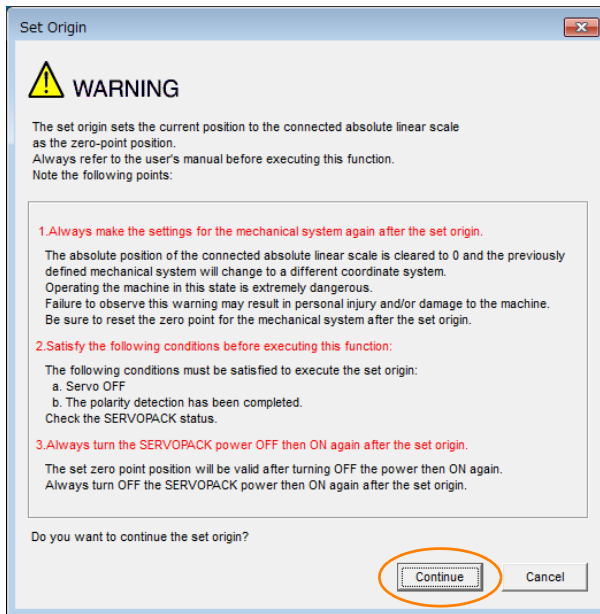 Set Origin
WARNING
The set origin sets the current position to the connected absolute linear scale
as the zero-point position.
Always refer to the user's manual before executing this function.
Note the following points:
1.Always make the settings for the mechanical system again after the set origin.
The absolute position of the connected absolute linear scale is cleared to 0 and the previously
defined mechanical system will change to a different coordinate system.
Operating the machine in this state is extremely dangerous.
Failure to observe this warning may result in personal injury and/or damage to the machine.
Be sure to reset the zero point for the mechanical system after the set origin.
2.Satisfy the following conditions before executing this function:
The following conditions must be satisfied to execute the set origin:
a. Servo OFF
b. The polarity detection has been completed.
Check the SERVOPACK status.
3.Always turn the SERVOPACK power OFF then ON again after the set origin.
The set zero point position will be valid after turning OFF the power then ON again.
Always turn OFF the SERVOPACK power then ON again after the set origin.
Do you want to continue the set origin?
Continue Cancel